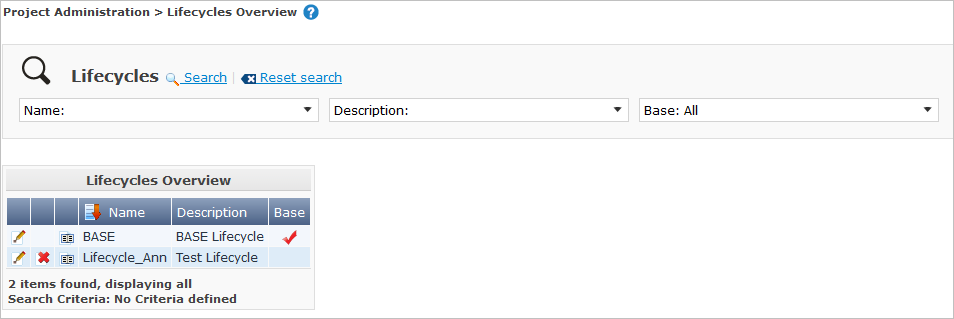 Project Administration > Lifecycles Overview ?
Lifecycles Search | Reset search
Name: Description: Base: All
Lifecycles Overview
Name Description Base
BASE BASE Lifecycle
Lifecycle_Ann Test Lifecycle
2 items found, displaying all
Search Criteria: No Criteria defined